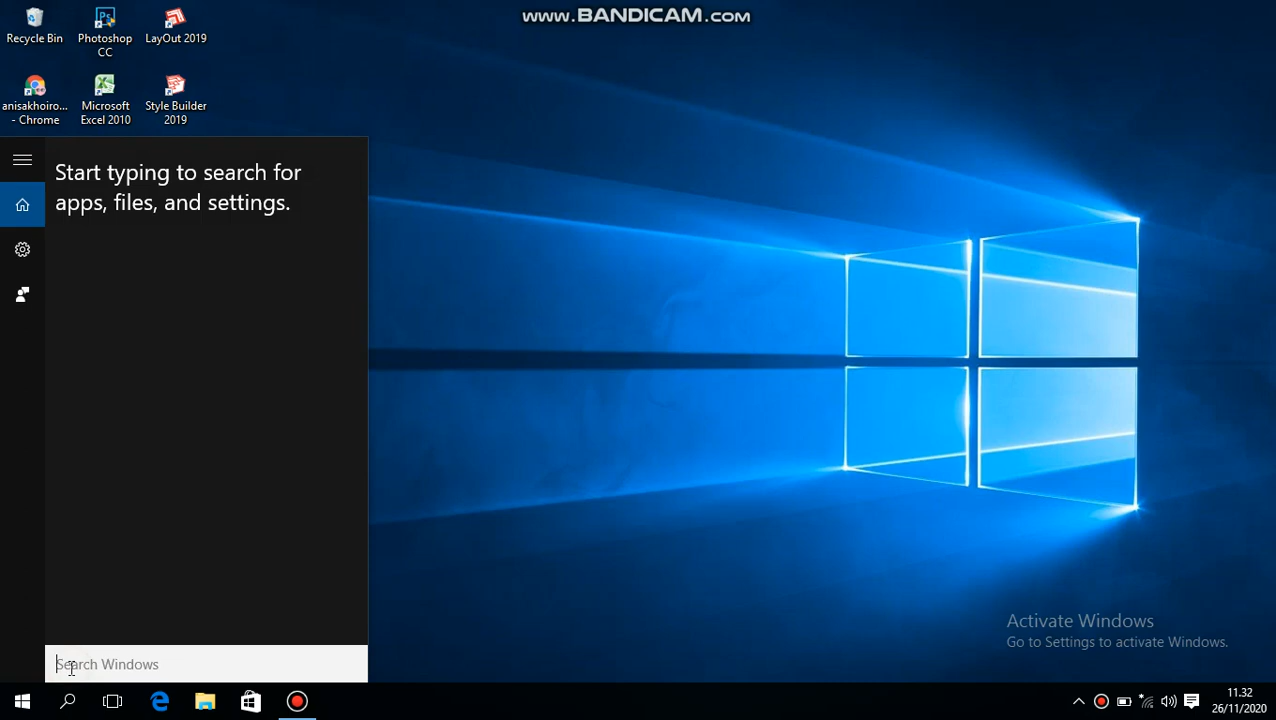 www.BANDICAM.com
Recycle Bin
Photoshop
CC
LayOut 2019
anisakhoiro...
- Chrome
Microsoft
Excel 2010
Style Builder
2019
Start typing to search for
apps, files, and settings.
Search Windows
Activate Windows
Go to Settings to activate Windows.
11.32
26/11/2020